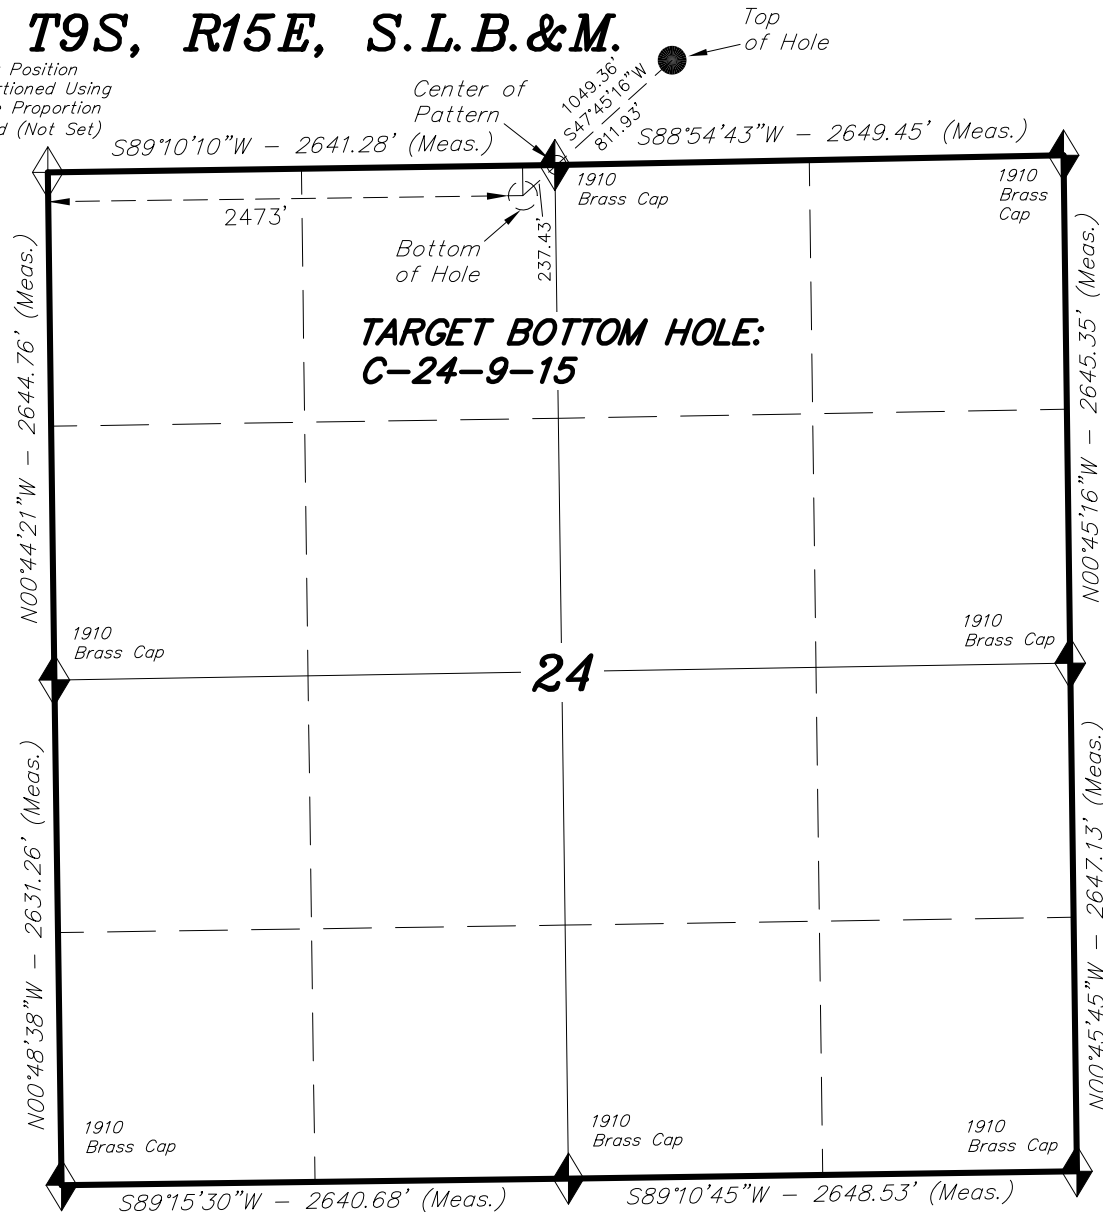 T9S, R15E, S.L.B.&M.
Top
of Hole
Position
tioned Using
Proportion
d (Not Set)
Center of
Pattern
1049.36'
S47°45'16"W
811.93'
S89°10'10"W – 2641.28' (Meas.)
S88°54'43"W – 2649.45' (Meas.)
1910
Brass Cap
1910
Brass
Cap
2473'
237.43'
Bottom
of Hole
TARGET BOTTOM HOLE:
C–24–9–15
N00°44'21"W – 2644.76' (Meas.)
N00°45'16"W – 2645.35' (Meas.)
1910
Brass Cap
1910
Brass Cap
24
N00°48'38"W – 2631.26' (Meas.)
N00°45'45"W – 2647.13' (Meas.)
1910
Brass Cap
1910
Brass Cap
1910
Brass Cap
S89°15'30"W – 2640.68' (Meas.)
S89°10'45"W – 2648.53' (Meas.)